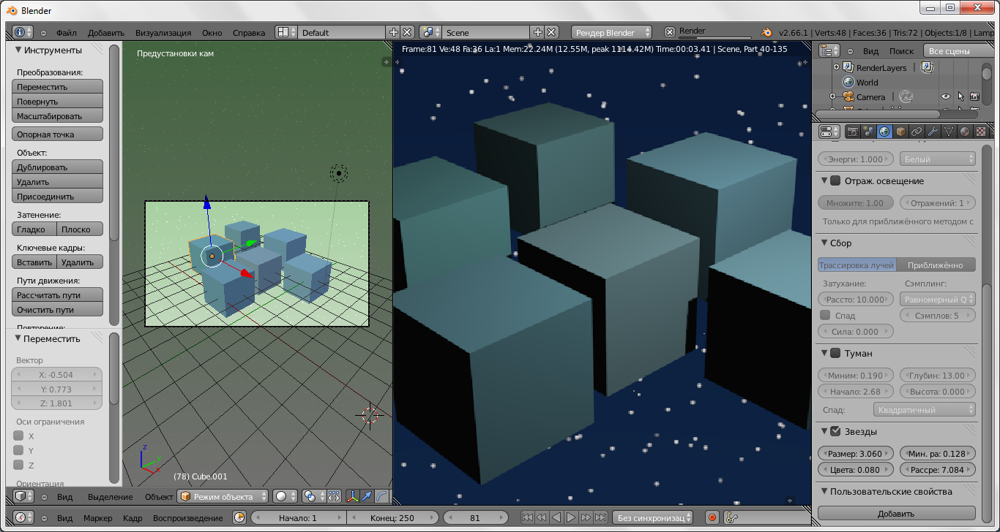 Blender
Файл Добавить Визуализация Окно Справка Default Scene Рендер Blender Render v2.66.1 | Verts:48 | Faces:36 | Tris:72 | Objects:1/8 | Lamp
Инструменты
Преобразования:
Переместить
Повернуть
Масштабировать
Опорная точка
Объект:
Дублировать
Удалить
Присоединить
Затенение:
Гладко Плоско
Ключевые кадры:
Вставить Удалить
Пути движения:
Рассчитать пути
Очистить пути
Повторение:
Переместить
Вектор
X: -0.504
Y: 0.773
Z: 1.801
Оси ограничения
X
Y
Z
Ориентация
Предустановки кам
z
y
x
(78) Cube.001
Вид Выделение Объект Режим объекта
Frame:81 Ve:48 Fa:36 La:1 Mem:22.24M (12.55M, peak 1114.42M) Time:00:03.41 | Scene, Part 40-135
Вид Поиск Все сцены
RenderLayers |
World
Camera |
Энерги: 1.000 Белый
Отраж. освещение
Множите: 1.00 Отражений: 1
Только для приближённого методом с
Сбор
Трассировка лучей Приближённо
Затухание: Сэмплинг:
Рассто: 10.000 Равномерный Q
Спад Сэмплов: 5
Сила: 0.000
Туман
Миним: 0.190 Глубин: 13.00
Начало: 2.68 Высота: 0.000
Спад: Квадратичный
Звезды
Размер: 3.060 Мин. ра: 0.128
Цвета: 0.080 Рассре: 7.084
Пользовательские свойства
Добавить
Вид Маркер Кадр Воспроизведение Начало: 1 Конец: 250 81 Без синхронизац